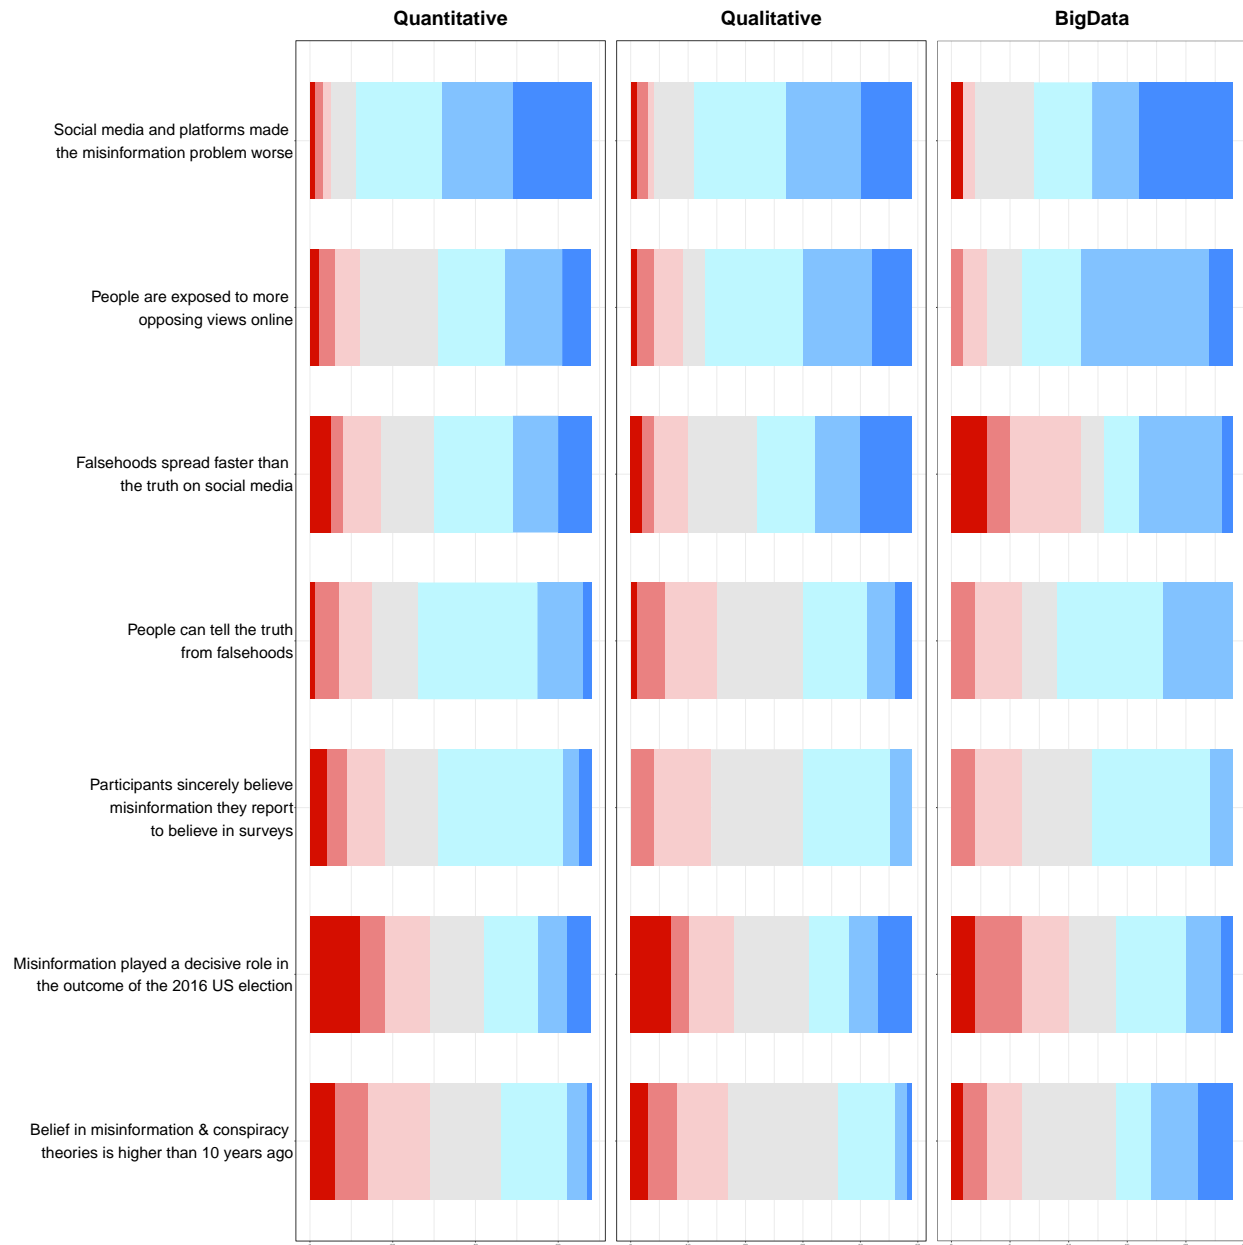 Quantitative
Qualitative
BigData
Social media and platforms made
the misinformation problem worse
People are exposed to more
opposing views online
Falsehoods spread faster than
the truth on social media
People can tell the truth
from falsehoods
Participants sincerely believe
misinformation they report
to believe in surveys
Misinformation played a decisive role in
the outcome of the 2016 US election
Belief in misinformation & conspiracy
theories is higher than 10 years ago